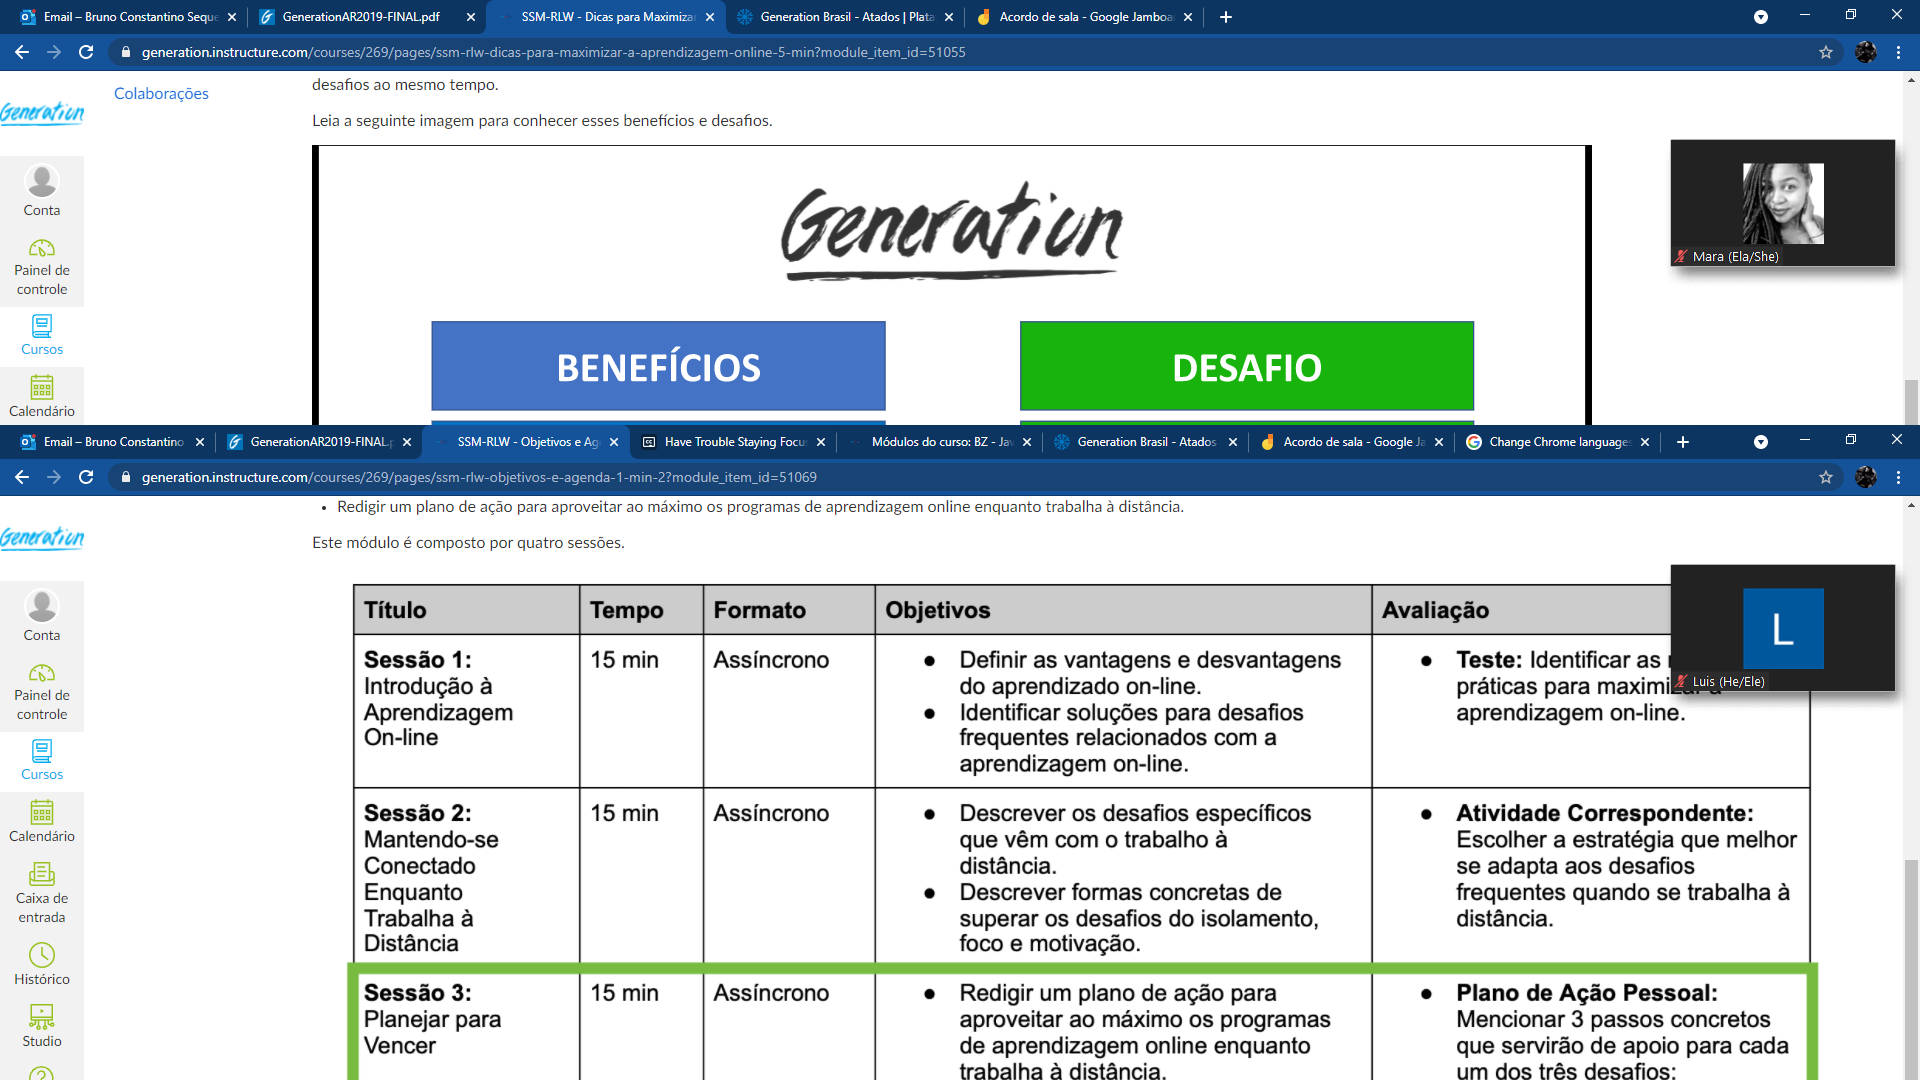 Email – Bruno Constantino Seque
GenerationAR2019-FINAL.pdf
SSM-RLW - Dicas para Maximiza
Generation Brasil - Atados | Plata
Acordo de sala - Google Jamboa
generation.instructure.com/courses/269/pages/ssm-rlw-dicas-para-maximizar-a-aprendizagem-online-5-min?module_item_id=51055
Generation
Conta
Painel de
controle
Cursos
Calendário
Colaborações
desafios ao mesmo tempo.
Leia a seguinte imagem para conhecer esses benefícios e desafios.
Generation
BENEFÍCIOS
DESAFIO
Mara (Ela/She)
Email – Bruno Constantino
GenerationAR2019-FINAL.p
SSM-RLW - Objetivos e Ag
Have Trouble Staying Focu
Módulos do curso: BZ - Jav
Generation Brasil - Atados
Acordo de sala - Google Ja
Change Chrome languages
generation.instructure.com/courses/269/pages/ssm-rlw-objetivos-e-agenda-1-min-2?module_item_id=51069
Generation
Conta
Painel de
controle
Cursos
Calendário
Caixa de
entrada
Histórico
Studio
• Redigir um plano de ação para aproveitar ao máximo os programas de aprendizagem online enquanto trabalha à distância.
Este módulo é composto por quatro sessões.
Título
Tempo
Formato
Objetivos
Avaliação
Sessão 1:
Introdução à
Aprendizagem
On-line
15 min
Assíncrono
● Definir as vantagens e desvantagens
do aprendizado on-line.
● Identificar soluções para desafios
frequentes relacionados com a
aprendizagem on-line.
● Teste: Identificar as
práticas para maximizar a
aprendizagem on-line.
L
Luis (He/Ele)
Sessão 2:
Mantendo-se
Conectado
Enquanto
Trabalha à
Distância
15 min
Assíncrono
● Descrever os desafios específicos
que vêm com o trabalho à
distância.
● Descrever formas concretas de
superar os desafios do isolamento,
foco e motivação.
● Atividade Correspondente:
Escolher a estratégia que melhor
se adapta aos desafios
frequentes quando se trabalha à
distância.
Sessão 3:
Planejar para
Vencer
15 min
Assíncrono
● Redigir um plano de ação para
aproveitar ao máximo os programas
de aprendizagem online enquanto
trabalha à distância.
● Plano de Ação Pessoal:
Mencionar 3 passos concretos
que servirão de apoio para cada
um dos três desafios: